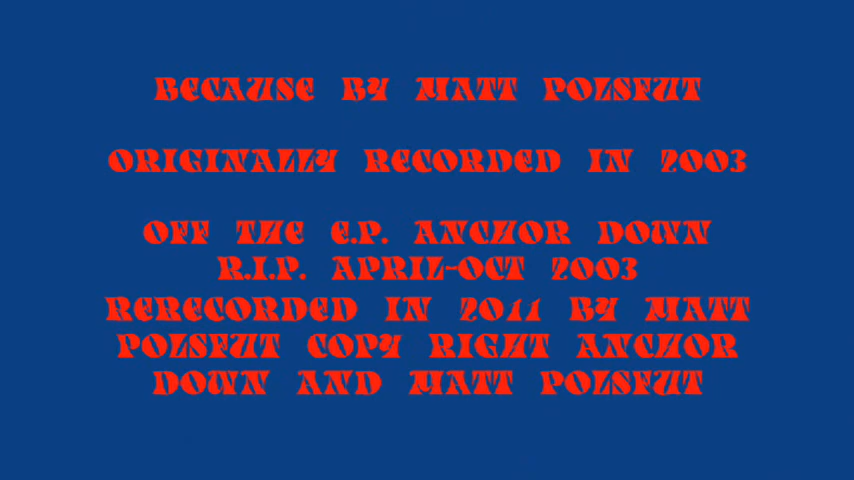 BECAUSE BY MATT POLSFUT
ORIGINALLY RECORDED IN 2003
OFF THE E.P. ANCHOR DOWN
R.I.P. APRIL-OCT 2003
RERECORDED IN 2011 BY MATT
POLSFUT COPY RIGHT ANCHOR
DOWN AND MATT POLSFUT